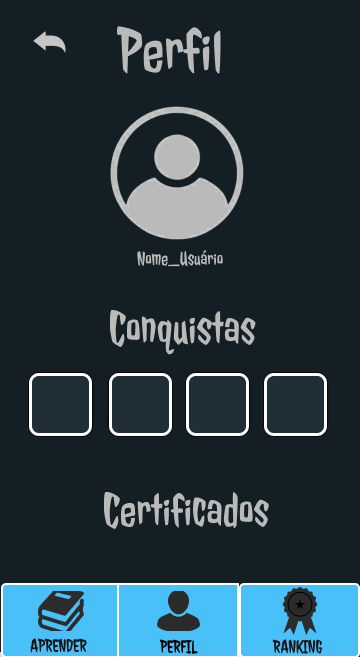 Perfil
Nome_Usuário
Conquistas
Certificados
APRENDER PERFIL RANKING